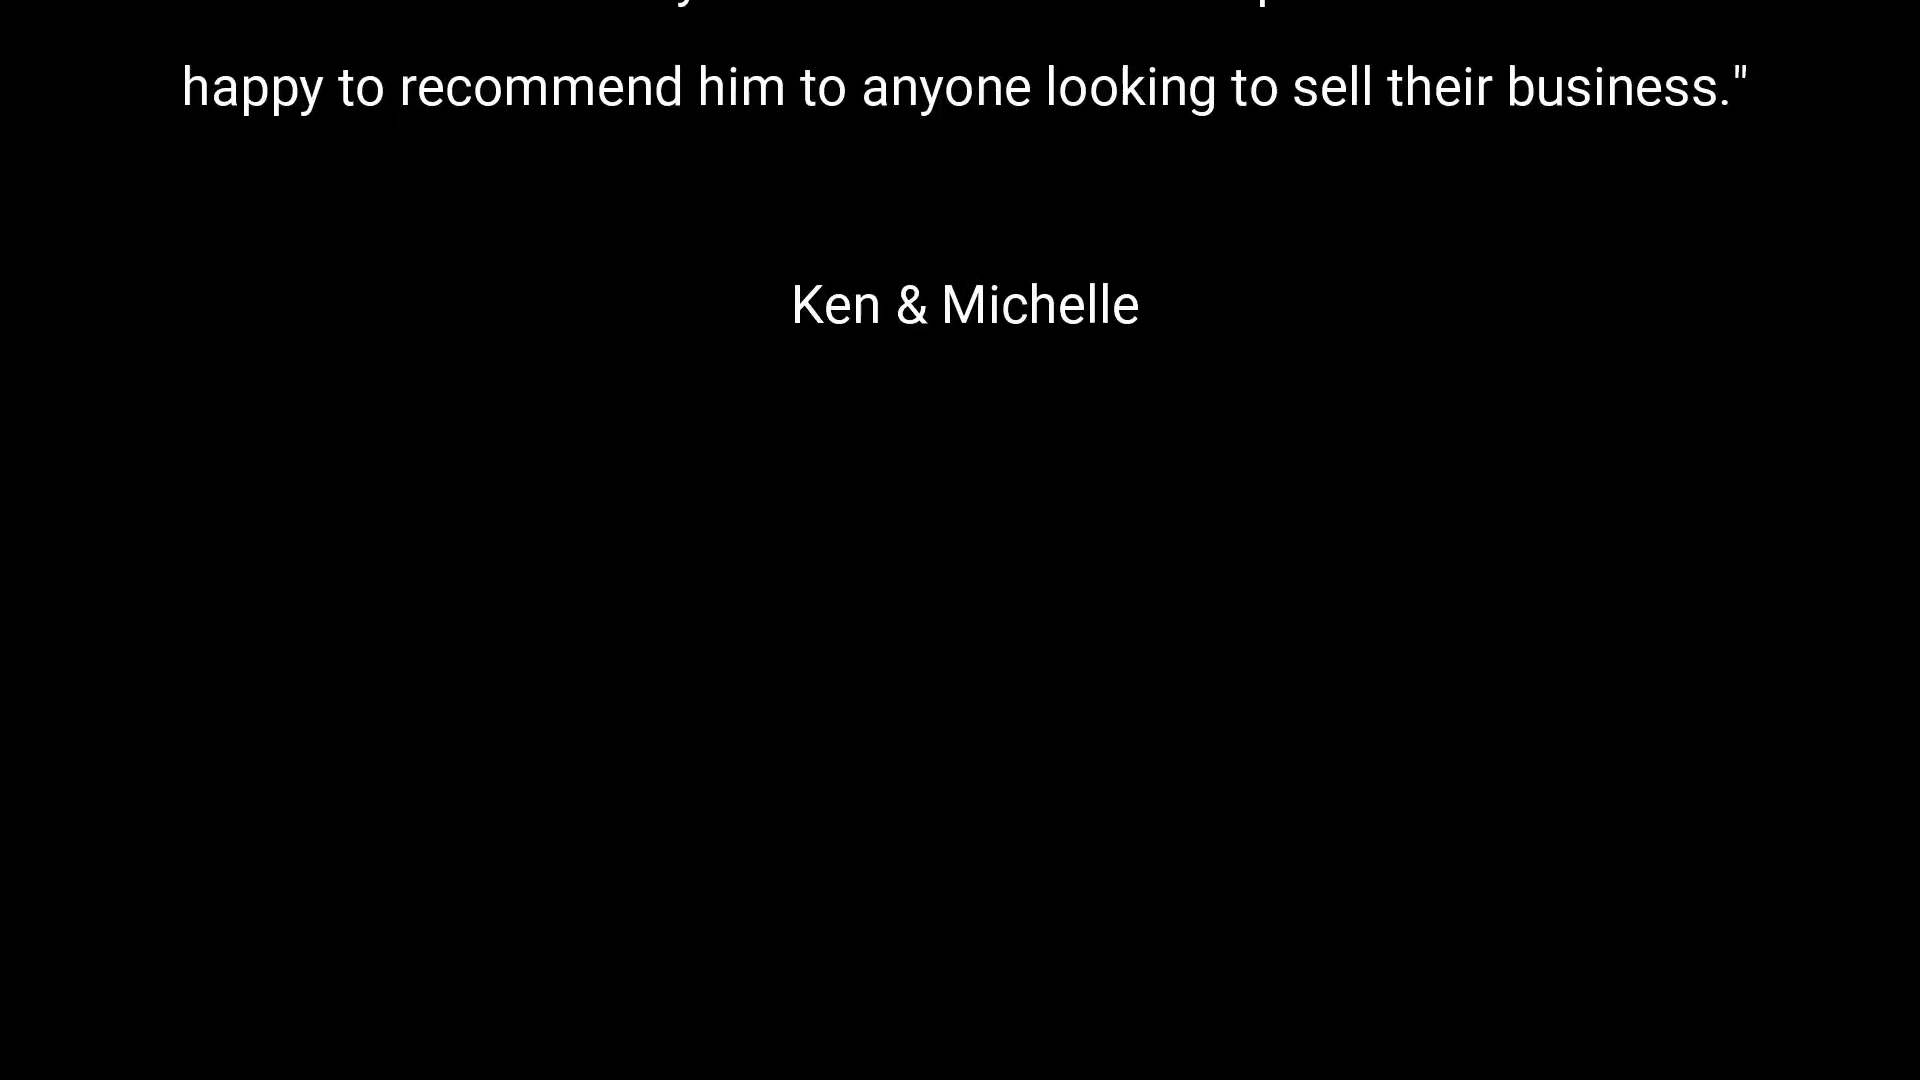 happy to recommend him to anyone looking to sell their business."
Ken & Michelle